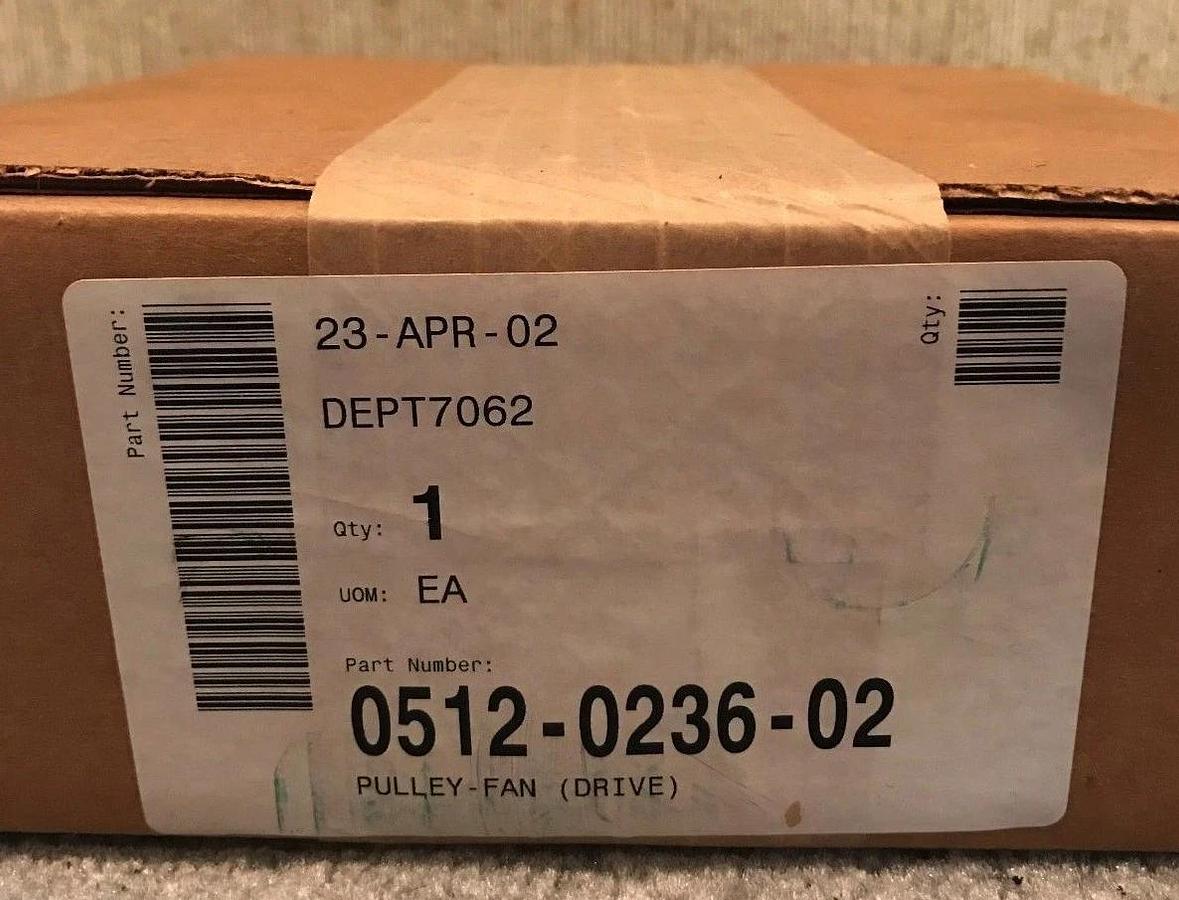 Part Number:
23-APR-02
Qty:
DEPT7062
Qty: 1
UOM: EA
Part Number:
0512-0236-02
PULLEY-FAN (DRIVE)